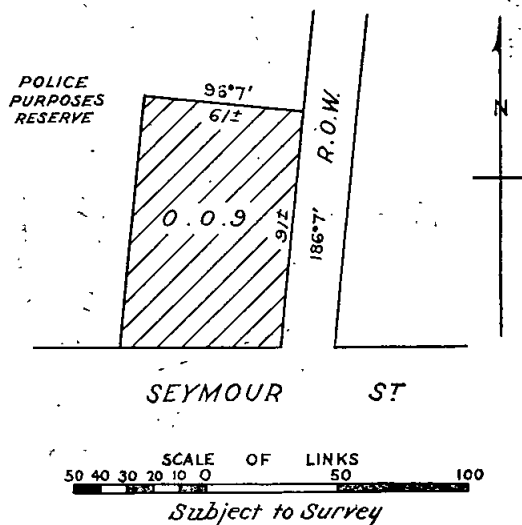 POLICE
PURPOSES
RESERVE
96°7'
61±
R.O.W.
N
0.0.9
91±
186°7'
SEYMOUR ST
SCALE OF LINKS
50 40 30 20 10 0 50 100
Subject to Survey